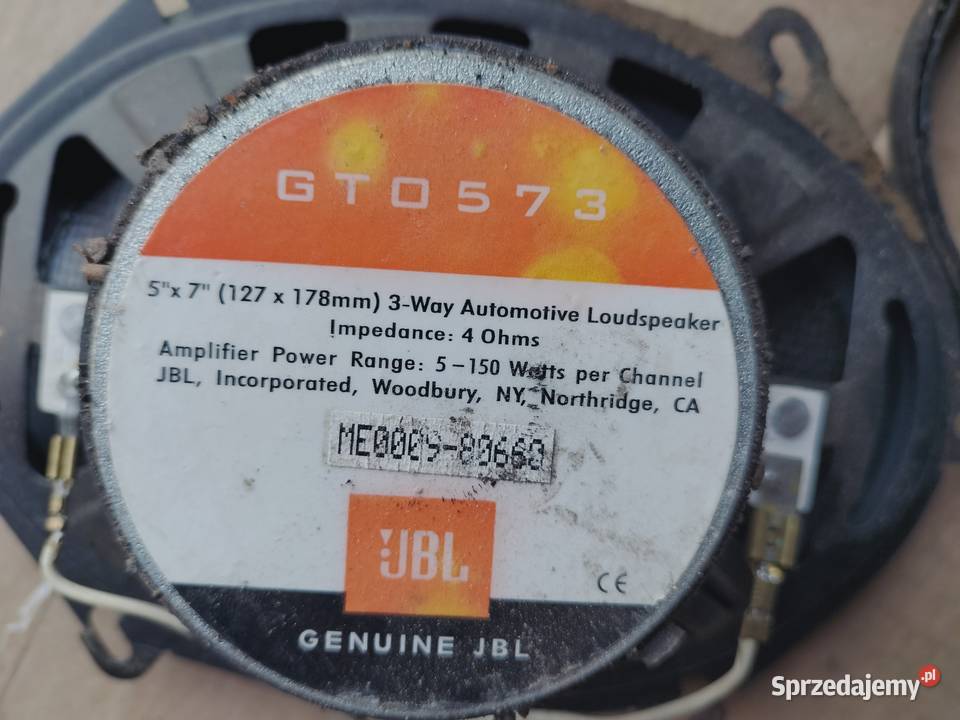 GTO573
5"x 7" (127 x 178mm) 3-Way Automotive Loudspeaker
Impedance: 4 Ohms
Amplifier Power Range: 5–150 Watts per Channel
JBL, Incorporated, Woodbury, NY, Northridge, CA
JBL
CE
GENUINE JBL
Sprzedajemy.pl